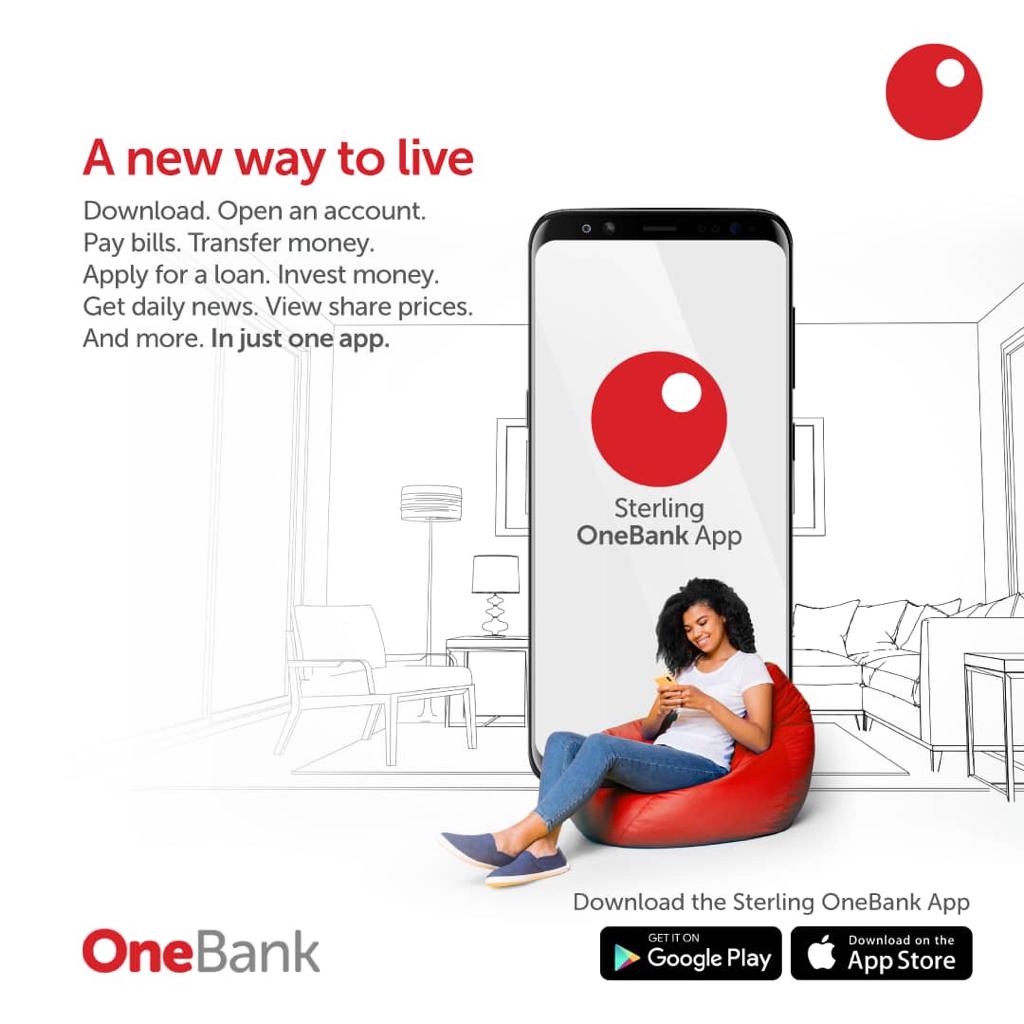 A new way to live
Download. Open an account.
Pay bills. Transfer money.
Apply for a loan. Invest money.
Get daily news. View share prices.
And more. In just one app.
Sterling
OneBank App
Download the Sterling OneBank App
OneBank
GET IT ON
Google Play
Download on the
App Store